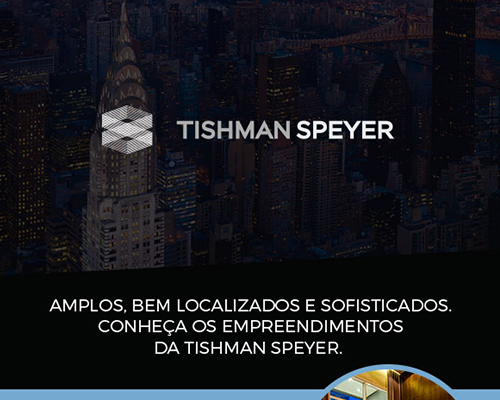 TISHMAN SPEYER
AMPLOS, BEM LOCALIZADOS E SOFISTICADOS.
CONHEÇA OS EMPREENDIMENTOS
DA TISHMAN SPEYER.